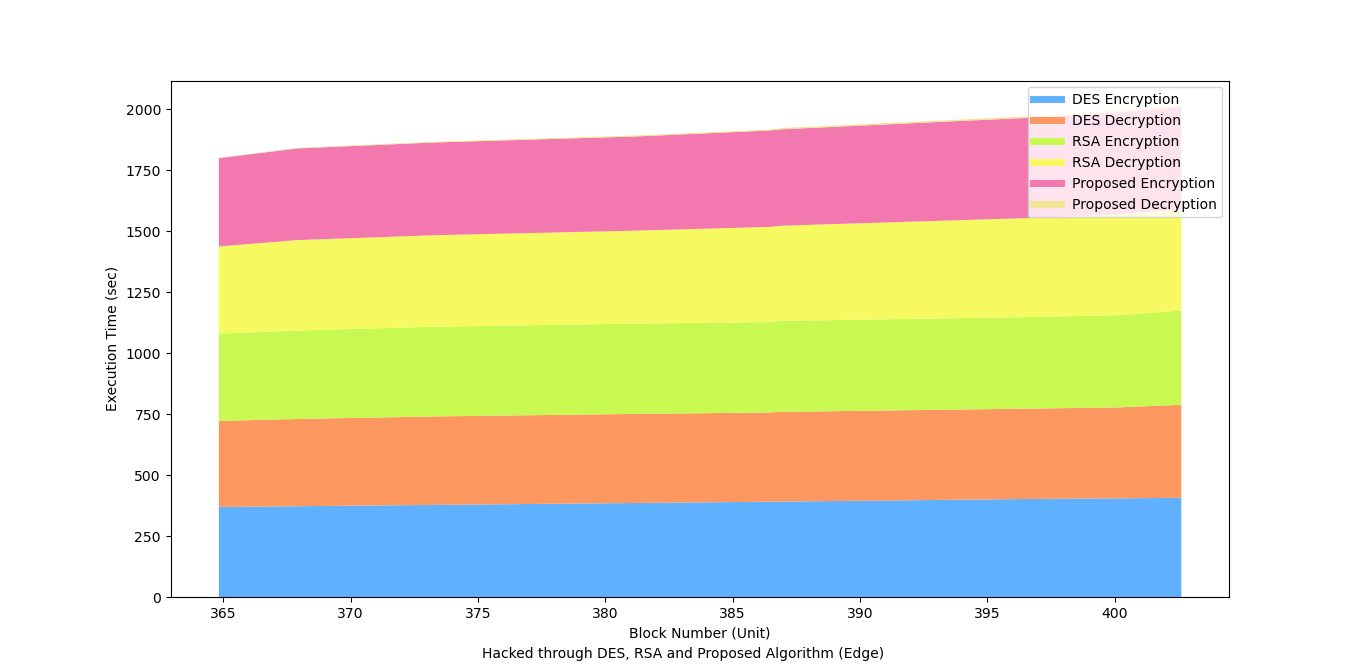 2000
1750
1500
1250
1000
750
500
250
0
Execution Time (sec)
DES Encryption
DES Decryption
RSA Encryption
RSA Decryption
Proposed Encryption
Proposed Decryption
365 370 375 380 385 390 395 400
Block Number (Unit)
Hacked through DES, RSA and Proposed Algorithm (Edge)